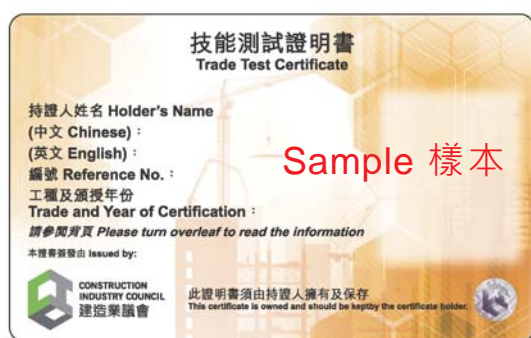 技能測試證明書
Trade Test Certificate
持證人姓名 Holder's Name
(中文 Chinese)：
(英文 English)：
編號 Reference No.：
Sample 樣本
工種及頒授年份
Trade and Year of Certification：
請參閱背頁 Please turn overleaf to read the information
本證書簽發由 Issued by:
CONSTRUCTION
INDUSTRY COUNCIL
建造業議會
此證明書須由持證人擁有及保存
This certificate is owned and should be keptby the certificate holder.